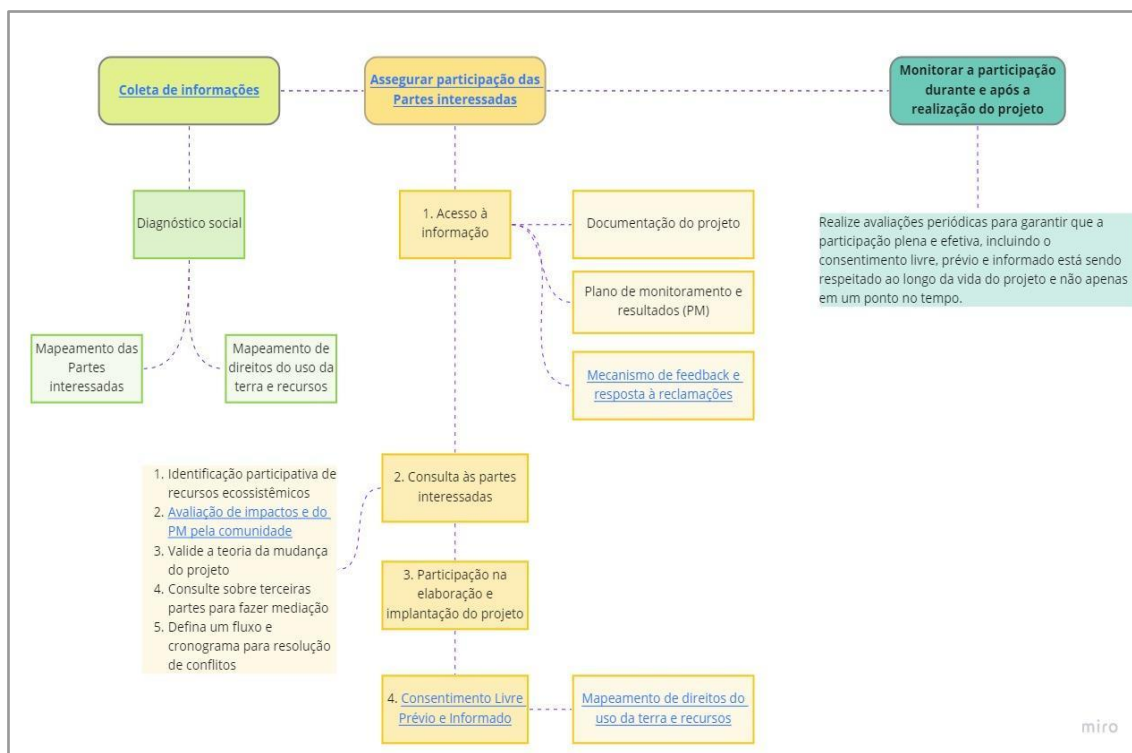 Coleta de informações
Assegurar participação das
Partes interessadas
Monitorar a participação
durante e após a
realização do projeto
Diagnóstico social
Mapeamento das
Partes
interessadas
Mapeamento de
direitos do uso da
terra e recursos
1. Acesso à
informação
Documentação do projeto
Plano de monitoramento e
resultados (PM)
Mecanismo de feedback e
resposta à reclamações
Realize avaliações periódicas para garantir que a
participação plena e efetiva, incluindo o
consentimento livre, prévio e informado está sendo
respeitado ao longo da vida do projeto e não apenas
em um ponto no tempo.
2. Consulta às partes
interessadas
1. Identificação participativa de
recursos ecossistêmicos
2. Avaliação de impactos e do
PM pela comunidade
3. Valide a teoria da mudança
do projeto
4. Consulte sobre terceiras
partes para fazer mediação
5. Defina um fluxo e
cronograma para resolução
de conflitos
3. Participação na
elaboração e
implantação do projeto
4. Consentimento Livre
Prévio e Informado
Mapeamento de direitos do
uso da terra e recursos
miro